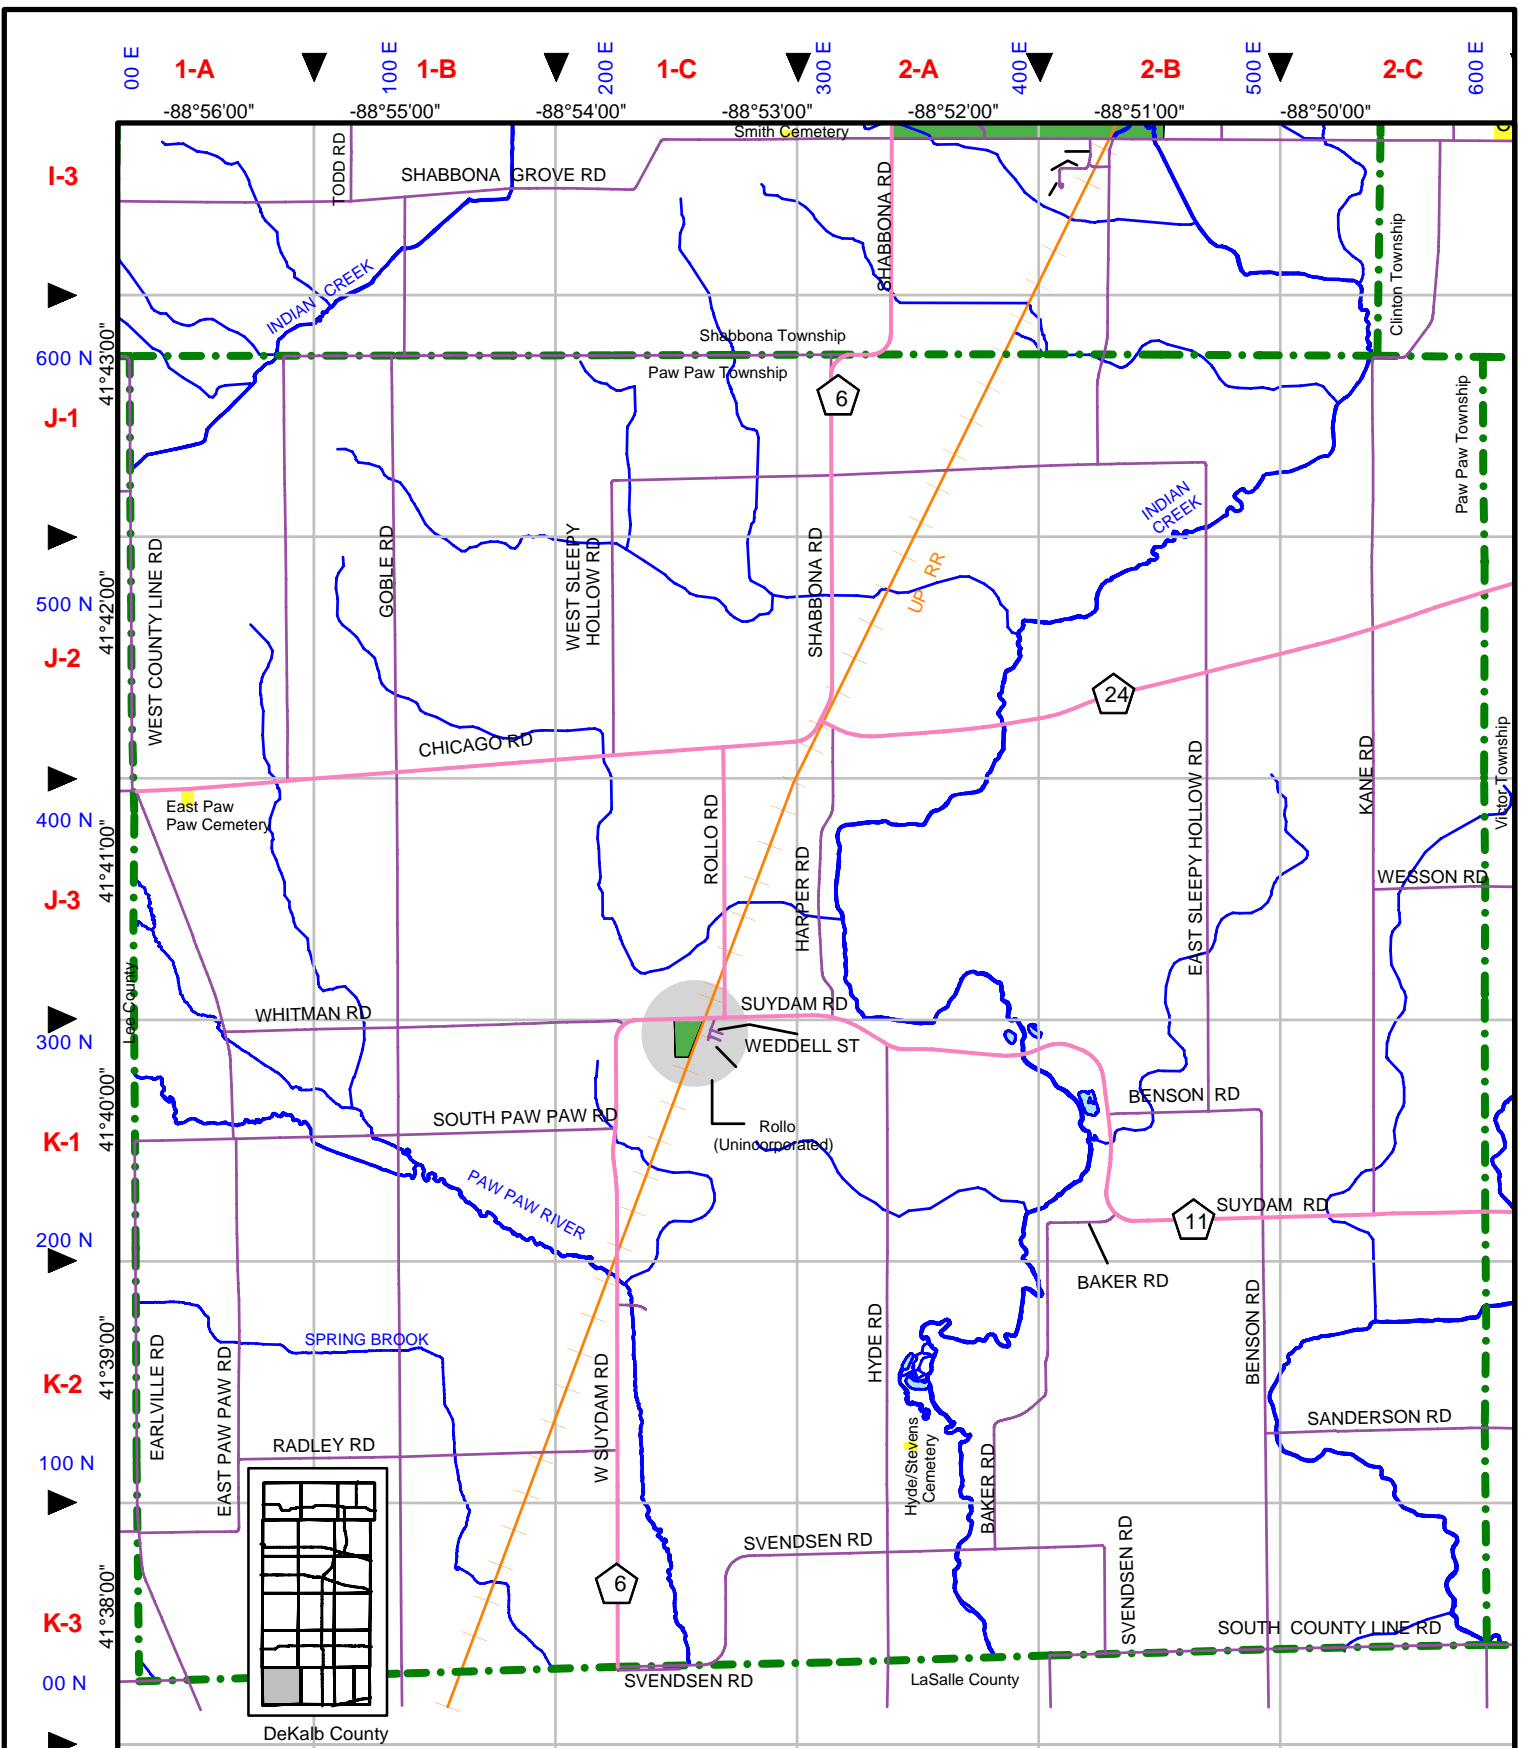 00 E
1-A
100 E
1-B
200 E
1-C
300 E
2-A
400 E
2-B
500 E
2-C
600 E
-88°56'00"
-88°55'00"
-88°54'00"
-88°53'00"
-88°52'00"
-88°51'00"
-88°50'00"
I-3
600 N
41°43'00"
J-1
500 N
41°42'00"
J-2
400 N
41°41'00"
J-3
300 N
41°40'00"
K-1
200 N
41°39'00"
K-2
100 N
41°38'00"
K-3
00 N
Smith Cemetery
TODD RD
SHABBONA GROVE RD
SHABBONA RD
INDIAN CREEK
Clinton Township
Shabbona Township
Paw Paw Township
6
Paw Paw Township
INDIAN
CREEK
WEST COUNTY LINE RD
GOBLE RD
WEST SLEEPY
HOLLOW RD
SHABBONA RD
UP RR
24
CHICAGO RD
East Paw
Paw Cemetery
ROLLO RD
HARPER RD
EAST SLEEPY HOLLOW RD
KANE RD
Victor Township
WESSON RD
Lee County
WHITMAN RD
SUYDAM RD
WEDDELL ST
BENSON RD
SOUTH PAW PAW RD
Rollo
(Unincorporated)
PAW PAW RIVER
11
SUYDAM RD
BAKER RD
SPRING BROOK
EARLVILLE RD
EAST PAW PAW RD
HYDE RD
BENSON RD
W SUYDAM RD
RADLEY RD
SANDERSON RD
Hyde/Stevens
Cemetery
BAKER RD
SVENDSEN RD
SVENDSEN RD
6
SOUTH COUNTY LINE RD
SVENDSEN RD
LaSalle County
DeKalb County